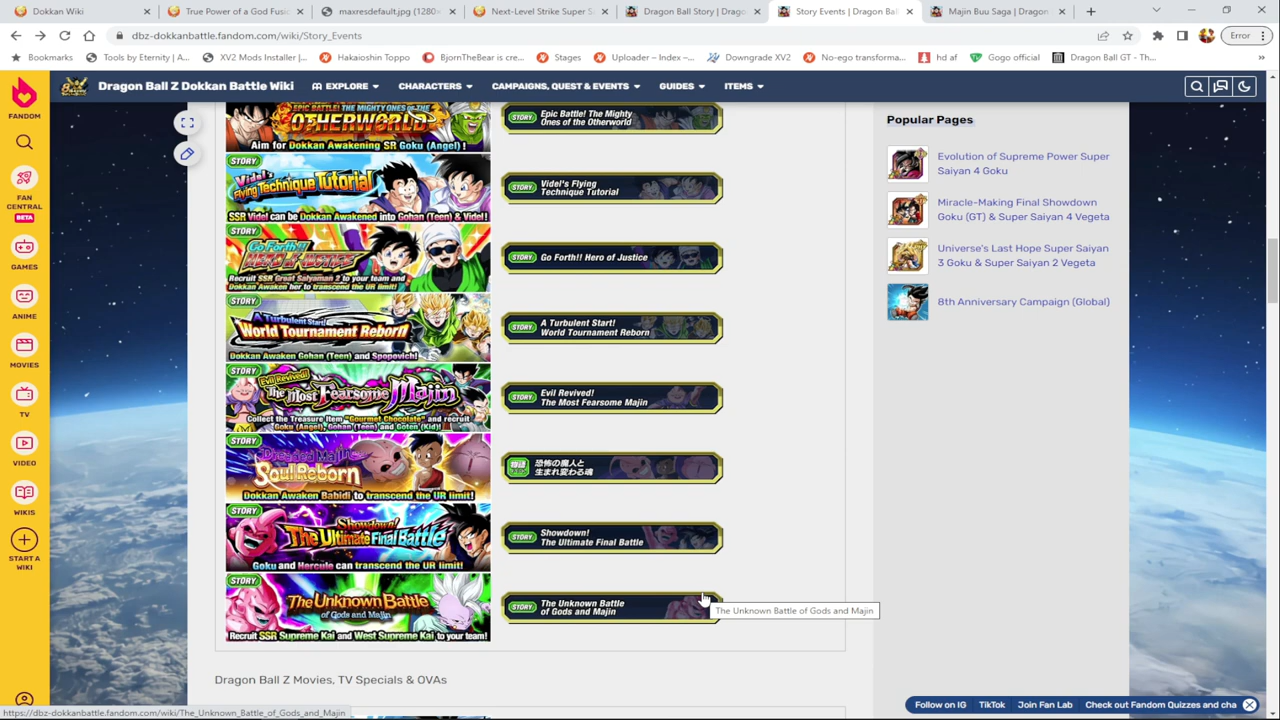 Dokkan Wiki
True Power of a God Fusi
maxresdefault.jpg (1280×
Next-Level Strike Super S
Dragon Ball Story | Drago
Story Events | Dragon Bal
Majin Buu Saga | Dragon
dbz-dokkanbattle.fandom.com/wiki/Story_Events
Error
Bookmarks
Tools by Eternity | A...
XV2 Mods Installer |...
Hakaioshin Toppo
BjornTheBear is cre...
Stages
Uploader – Index –...
Downgrade XV2
No-ego transforma...
hd af
Gogo official
Dragon Ball GT - Th...
FANDOM
Dragon Ball Z Dokkan Battle Wiki
EXPLORE
CHARACTERS
CAMPAIGNS, QUEST & EVENTS
GUIDES
ITEMS
FAN CENTRAL
BETA
GAMES
ANIME
MOVIES
TV
VIDEO
WIKIS
START A WIKI
EPIC BATTLE! THE MIGHTY ONES OF THE
OTHERWORLD
Aim for Dokkan Awakening SR Goku (Angel)!
STORY
Epic Battle! The Mighty
Ones of the Otherworld
STORY
Videl's
Flying Technique Tutorial
SSR Videl can be Dokkan Awakened into Gohan (Teen) & Videl!
STORY
Videl's Flying
Technique Tutorial
STORY
Go Forth!!
HERO OF JUSTICE
Recruit SSR Great Saiyaman 2 to your team and
Dokkan Awaken her to transcend the UR limit!
STORY
Go Forth!! Hero of Justice
STORY
A Turbulent Start!
World Tournament Reborn
Dokkan Awaken Gohan (Teen) and Spopovich!
STORY
A Turbulent Start!
World Tournament Reborn
STORY
Evil Revived!
The Most Fearsome Majin
Collect the Treasure Item "Gourmet Chocolate" and recruit
Goku (Angel), Gohan (Teen) and Goten (Kid)!
STORY
Evil Revived!
The Most Fearsome Majin
STORY
Dreaded Majin
Soul Reborn
Dokkan Awaken Babidi to transcend the UR limit!
物語
恐怖の魔人と
生まれ変わる魂
STORY
Showdown!
The Ultimate Final Battle
Goku and Hercule can transcend the UR limit!
STORY
Showdown!
The Ultimate Final Battle
STORY
The Unknown Battle
of Gods and Majin
Recruit SSR Supreme Kai and West Supreme Kai to your team!
STORY
The Unknown Battle
of Gods and Majin
The Unknown Battle of Gods and Majin
Dragon Ball Z Movies, TV Specials & OVAs
Popular Pages
Evolution of Supreme Power Super
Saiyan 4 Goku
Miracle-Making Final Showdown
Goku (GT) & Super Saiyan 4 Vegeta
Universe's Last Hope Super Saiyan
3 Goku & Super Saiyan 2 Vegeta
8th Anniversary Campaign (Global)
Follow on IG
TikTok
Join Fan Lab
Check out Fandom Quizzes and cha
https://dbz-dokkanbattle.fandom.com/wiki/The_Unknown_Battle_of_Gods_and_Majin